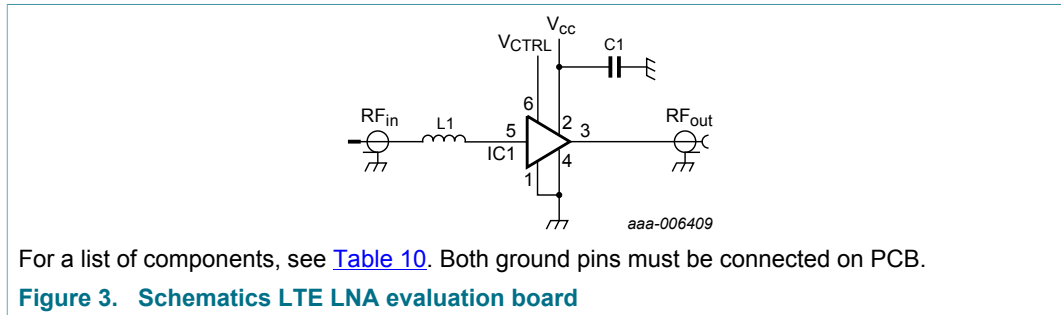 Vcc
VCTRL
C1
6
RFin
L1
5
2
3
RFout
IC1
4
1
aaa-006409
For a list of components, see Table 10. Both ground pins must be connected on PCB.
Figure 3. Schematics LTE LNA evaluation board